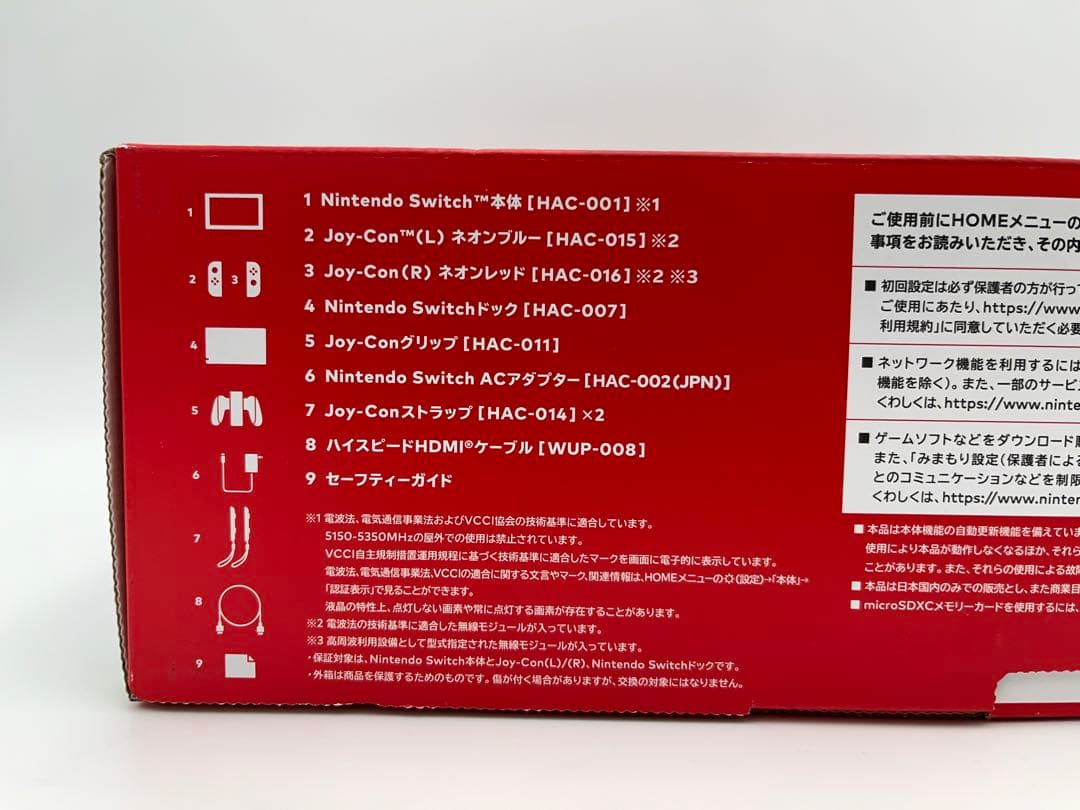 1 Nintendo Switch™本体[HAC-001]※1
2 Joy-Con™(L) ネオンブルー[HAC-015]※2
3 Joy-Con(R) ネオンレッド[HAC-016]※2 ※3
4 Nintendo Switchドック[HAC-007]
5 Joy-Conグリップ[HAC-011]
6 Nintendo Switch ACアダプター[HAC-002(JPN)]
7 Joy-Conストラップ[HAC-014]×2
8 ハイスピードHDMI®ケーブル[WUP-008]
9 セーフティーガイド
1
2
3
4
5
6
7
8
9
※1 電波法、電気通信事業法およびVCCI協会の技術基準に適合しています。
5150-5350MHzの屋外での使用は禁止されています。
VCCI自主規制措置運用規程に基づく技術基準に適合したマークを画面に電子的に表示しています。
電波法、電気通信事業法、VCCIの適合に関する文言やマーク、関連情報は、HOMEメニューの(設定)→「本体」→
「認証表示」で見ることができます。
液晶の特性上、点灯しない画素や常に点灯する画素が存在することがあります。
※2 電波法の技術基準に適合した無線モジュールが入っています。
※3 高周波利用設備として型式指定された無線モジュールが入っています。
・保証対象は、Nintendo Switch本体とJoy-Con(L)/(R)、Nintendo Switchドックです。
・外箱は商品を保護するためのものです。傷が付く場合がありますが、交換の対象にはなりません。
ご使用前にHOMEメニューの
事項をお読みいただき、その内
■ 初回設定は必ず保護者の方が行っ
ご使用にあたり、https://www
利用規約」に同意していただく必要
■ ネットワーク機能を利用するには
機能を除く)。また、一部のサービ
くわしくは、https://www.ninte
■ ゲームソフトなどをダウンロード
また、「みまもり設定(保護者によ
とのコミュニケーションなどを制限
くわしくは、https://www.ninten
■ 本品は本体機能の自動更新機能を備えていま
使用により本品が動作しなくなるほか、それら
ことがあります。また、それらの使用による故
■ 本品は日本国内のみでの販売とし、また商業目
■ microSDXCメモリーカードを使用するには、